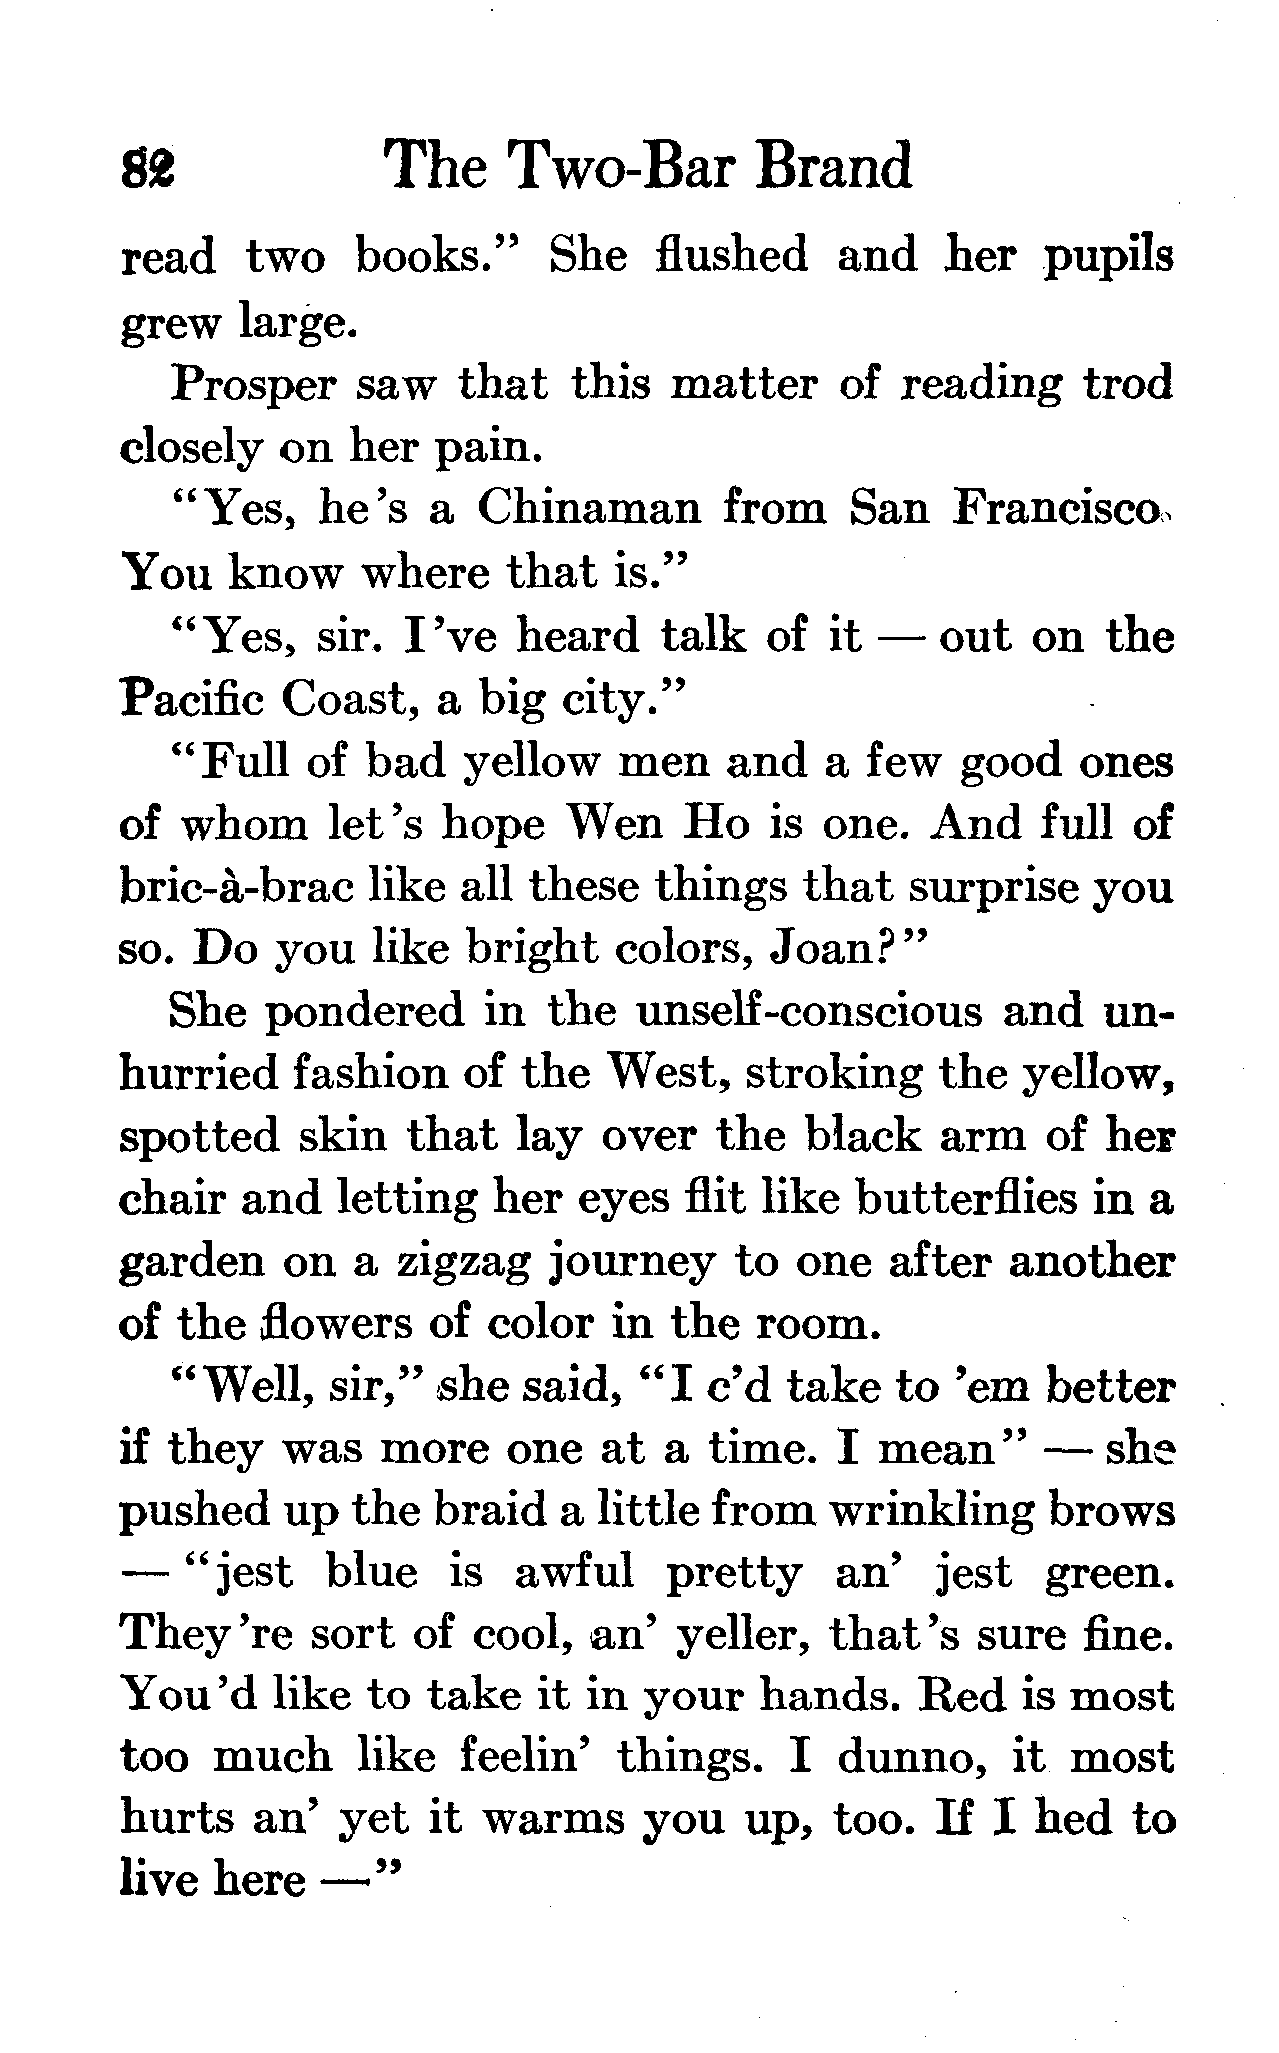 82 The Two-Bar Brand
read two books." She flushed and her pupils
grew large.
Prosper saw that this matter of reading trod
closely on her pain.
"Yes, he's a Chinaman from San Francisco.
You know where that is."
"Yes, sir. I've heard talk of it — out on the
Pacific Coast, a big city."
"Full of bad yellow men and a few good ones
of whom let's hope Wen Ho is one. And full of
bric-à-brac like all these things that surprise you
so. Do you like bright colors, Joan?"
She pondered in the unself-conscious and un-
hurried fashion of the West, stroking the yellow,
spotted skin that lay over the black arm of her
chair and letting her eyes flit like butterflies in a
garden on a zigzag journey to one after another
of the flowers of color in the room.
"Well, sir," she said, "I c'd take to 'em better
if they was more one at a time. I mean" — she
pushed up the braid a little from wrinkling brows
— "jest blue is awful pretty an' jest green.
They're sort of cool, an' yeller, that's sure fine.
You'd like to take it in your hands. Red is most
too much like feelin' things. I dunno, it most
hurts an' yet it warms you up, too. If I hed to
live here —"